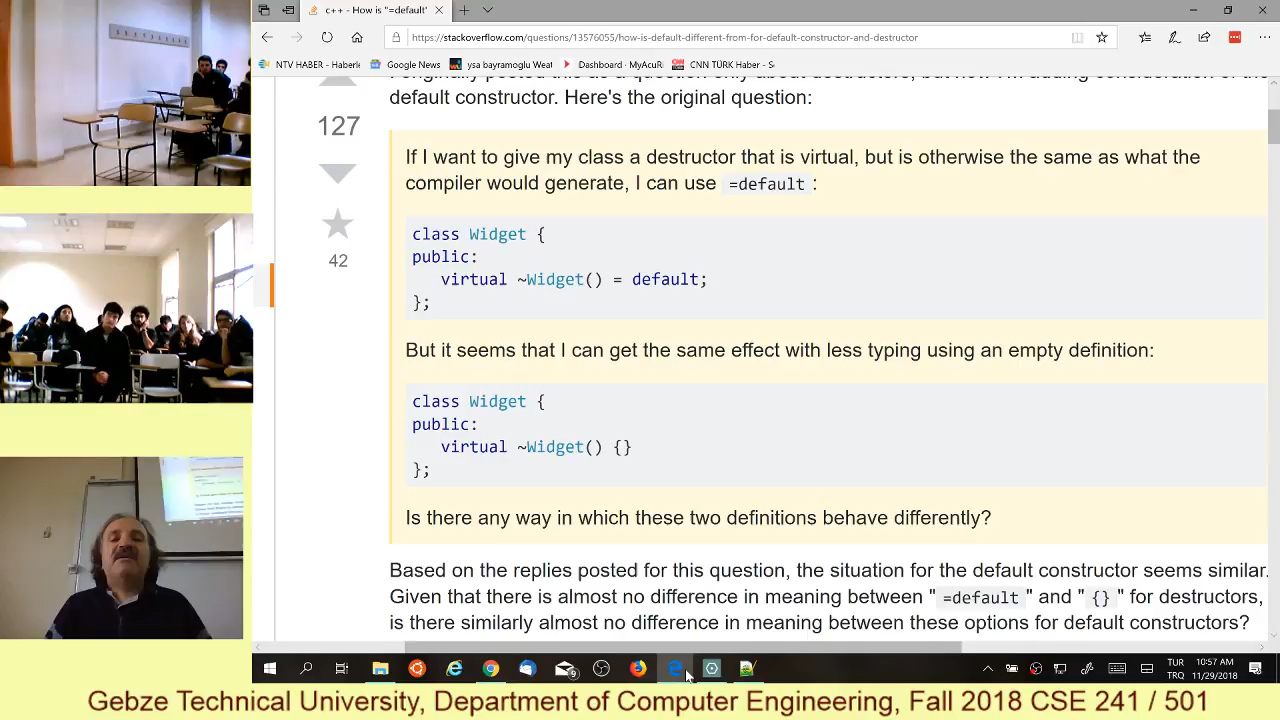 c++ - How is "=default"
https://stackoverflow.com/questions/13576055/how-is-default-different-from-for-default-constructor-and-destructor
NTV HABER - Haberle
Google News
ysa bayramoglu Weat
Dashboard : MyAcuRi
CNN TÜRK Haber - So
default constructor. Here's the original question:
127
42
If I want to give my class a destructor that is virtual, but is otherwise the same as what the
compiler would generate, I can use =default :
class Widget {
public:
virtual ~Widget() = default;
};
But it seems that I can get the same effect with less typing using an empty definition:
class Widget {
public:
virtual ~Widget() {}
};
Is there any way in which these two definitions behave differently?
Based on the replies posted for this question, the situation for the default constructor seems similar.
Given that there is almost no difference in meaning between " =default " and " {} " for destructors,
is there similarly almost no difference in meaning between these options for default constructors?
9
TUR
TRQ
10:57 AM
11/29/2018
Gebze Technical University, Department of Computer Engineering, Fall 2018 CSE 241 / 501